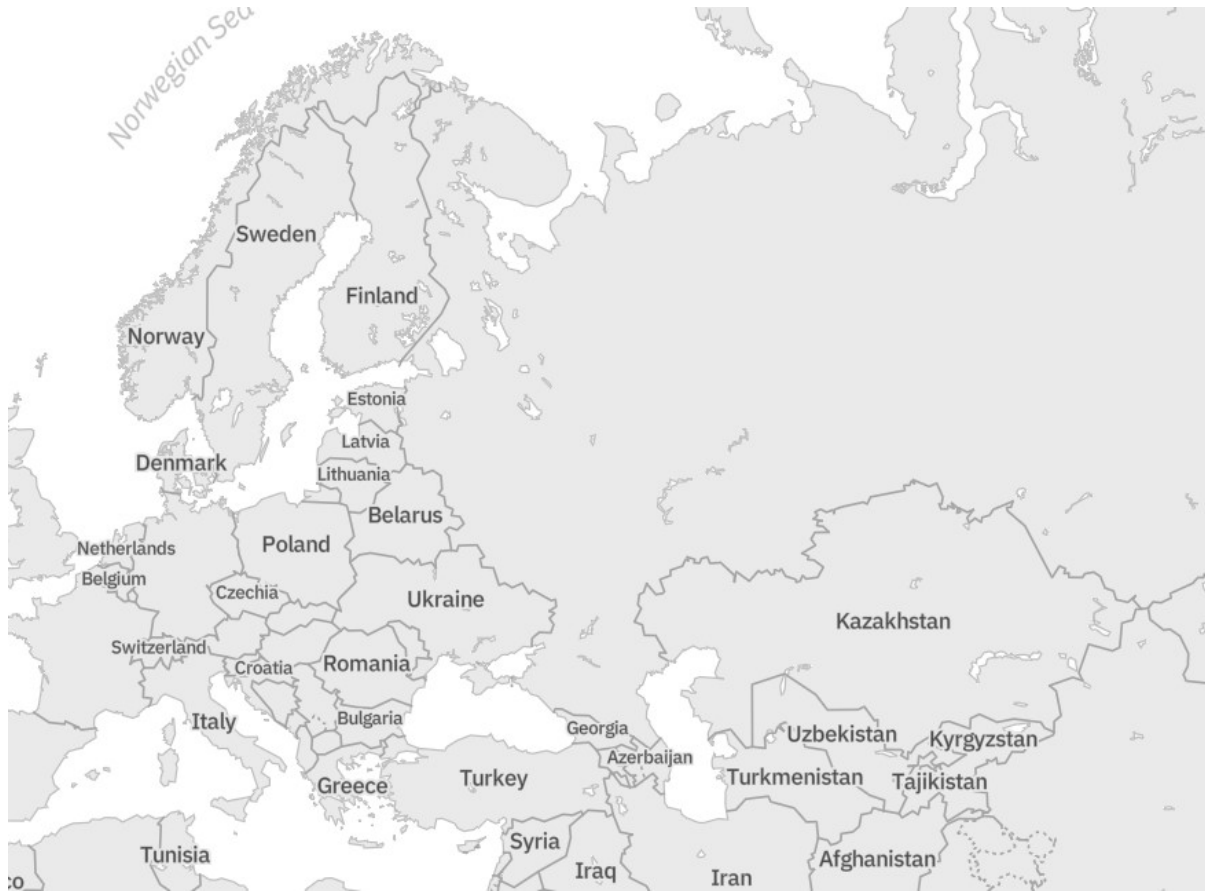 Norwegian Sea
Sweden
Finland
Norway
Estonia
Latvia
Denmark
Lithuania
Belarus
Netherlands
Poland
Belgium
Czechia
Ukraine
Kazakhstan
Switzerland
Croatia
Romania
Italy
Bulgaria
Georgia
Uzbekistan
Kyrgyzstan
Azerbaijan
Greece
Turkey
Turkmenistan
Tajikistan
Syria
Tunisia
Iraq
Iran
Afghanistan
co